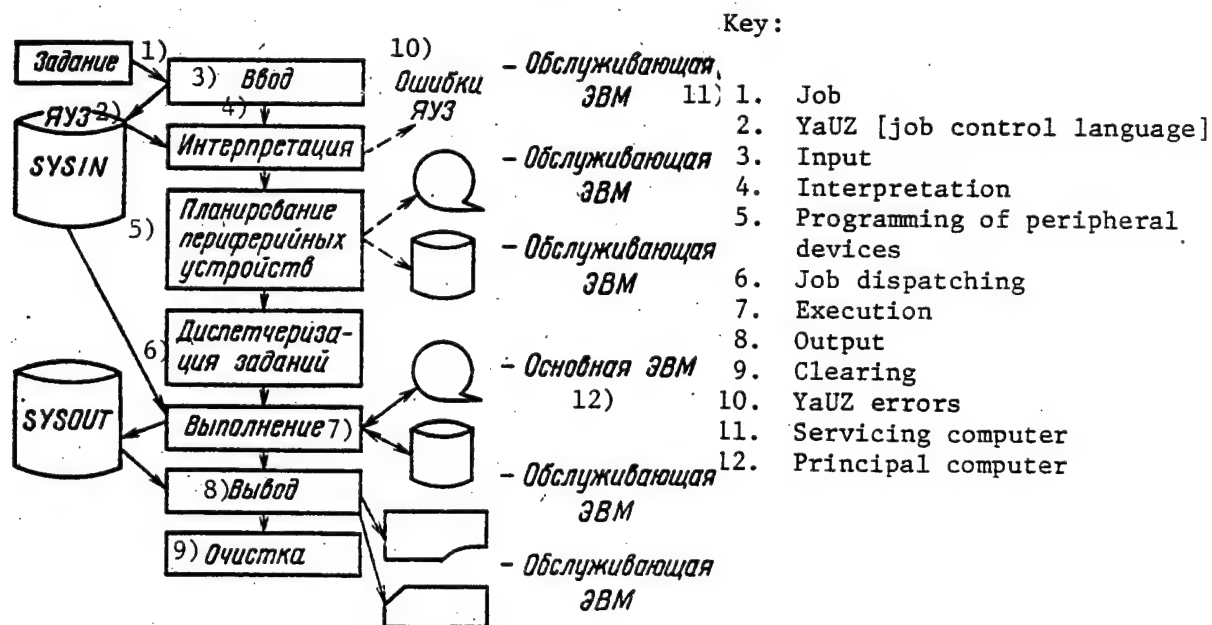 Key:
Задание 1)
3) Ввод
10)
Ошибки
ЯУЗ
– Обслуживающая
ЭВМ 11)
ЯУЗ 2)
SYSIN
4)
Интерпретация
– Обслуживающая
ЭВМ
5)
Планирование
периферийных
устройств
– Обслуживающая
ЭВМ
6)
Диспетчериза-
ция заданий
– Основная ЭВМ
12)
SYSOUT
Выполнение 7)
– Обслуживающая
ЭВМ
8) Вывод
9) Очистка
– Обслуживающая
ЭВМ
1. Job
2. YaUZ [job control language]
3. Input
4. Interpretation
5. Programming of peripheral
devices
6. Job dispatching
7. Execution
8. Output
9. Clearing
10. YaUZ errors
11. Servicing computer
12. Principal computer